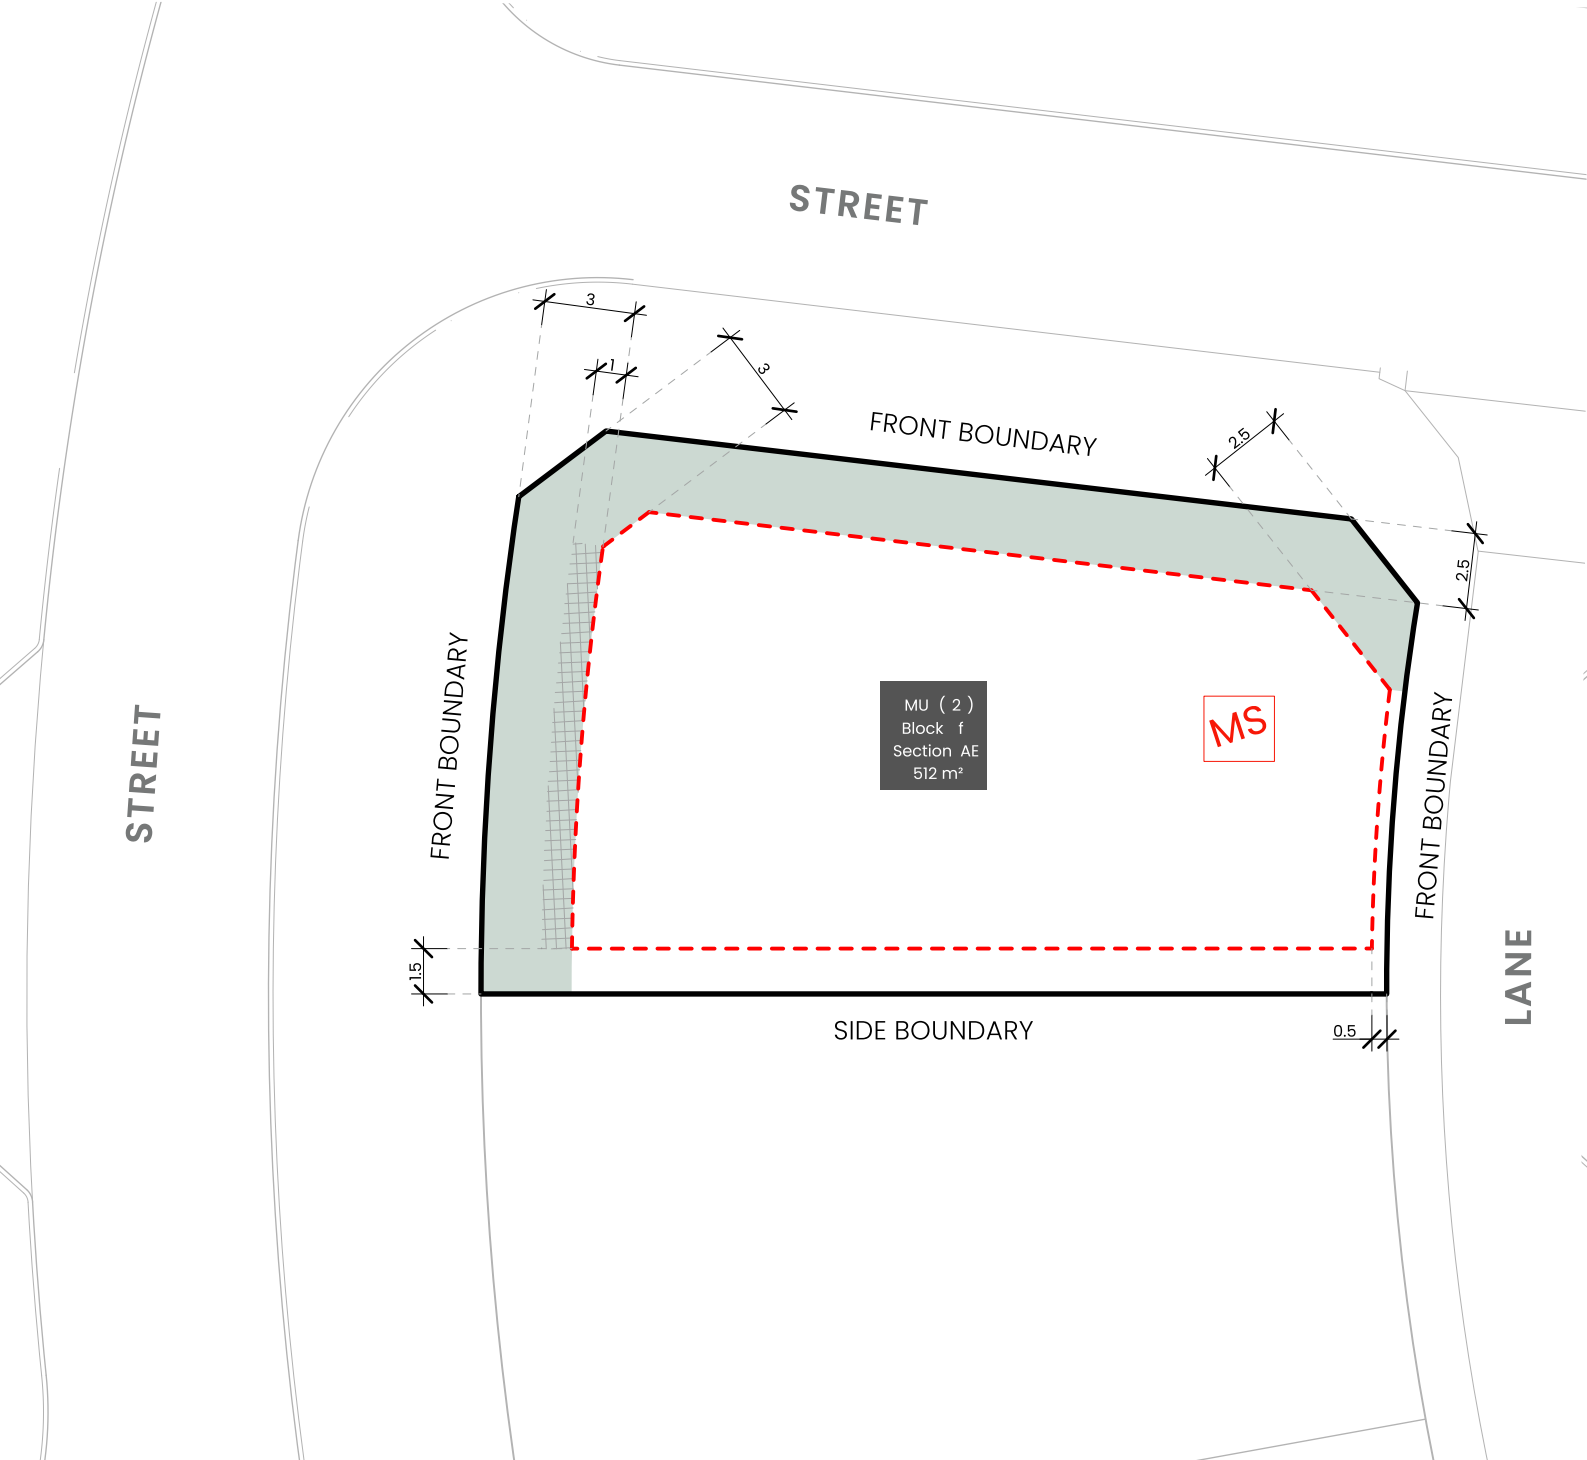 STREET
3
1
3
FRONT BOUNDARY
2.5
2.5
FRONT BOUNDARY
STREET
MU ( 2 )
Block f
Section AE
512 m²
MS
FRONT BOUNDARY
LANE
1.5
SIDE BOUNDARY
0.5